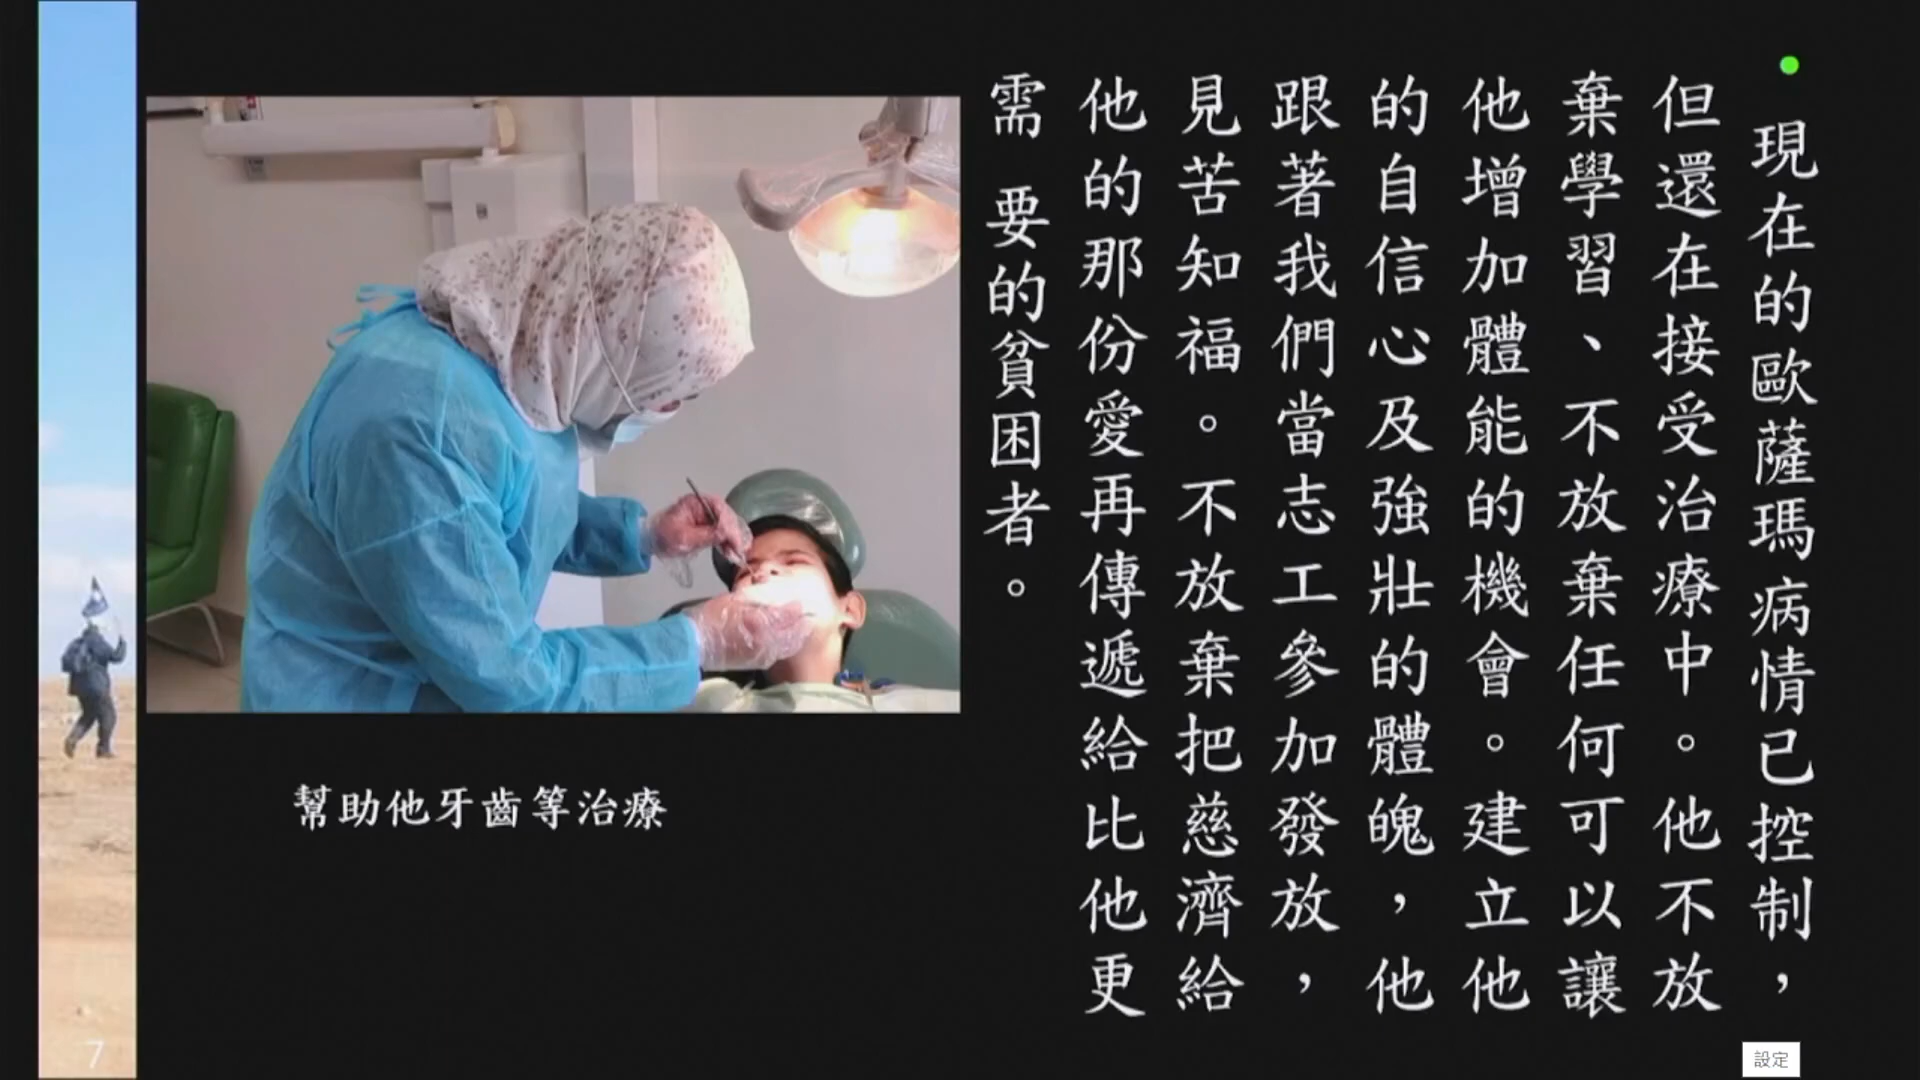 現在的歐薩瑪病情已控制，
但還在接受治療中。他不放
棄學習、不放棄任何可以讓
他增加體能的機會。建立他
的自信心及強壯的體魄，他
跟著我們當志工參加發放，
見苦知福。不放棄把慈濟給
他的那份愛再傳遞給比他更
需 要的貧困者。
幫助他牙齒等治療
7
設定